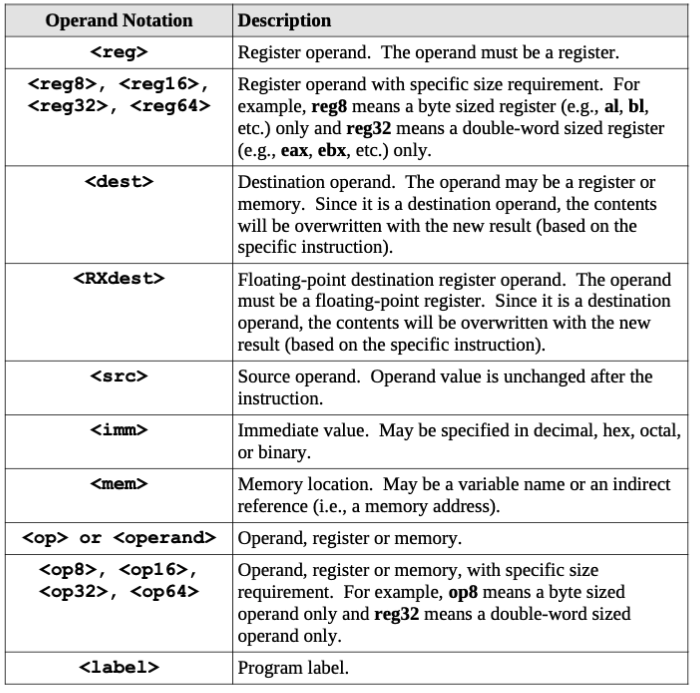 Operand Notation Description
<reg> Register operand. The operand must be a register.
<reg8>, <reg16>, Register operand with specific size requirement. For
<reg32>, <reg64> example, reg8 means a byte sized register (e.g., al, bl,
etc.) only and reg32 means a double-word sized register
(e.g., eax, ebx, etc.) only.
<dest> Destination operand. The operand may be a register or
memory. Since it is a destination operand, the contents
will be overwritten with the new result (based on the
specific instruction).
<RXdest> Floating-point destination register operand. The operand
must be a floating-point register. Since it is a destination
operand, the contents will be overwritten with the new
result (based on the specific instruction).
<src> Source operand. Operand value is unchanged after the
instruction.
<imm> Immediate value. May be specified in decimal, hex, octal,
or binary.
<mem> Memory location. May be a variable name or an indirect
reference (i.e., a memory address).
<op> or <operand> Operand, register or memory.
<op8>, <op16>, Operand, register or memory, with specific size
<op32>, <op64> requirement. For example, op8 means a byte sized
operand only and reg32 means a double-word sized
operand only.
<label> Program label.